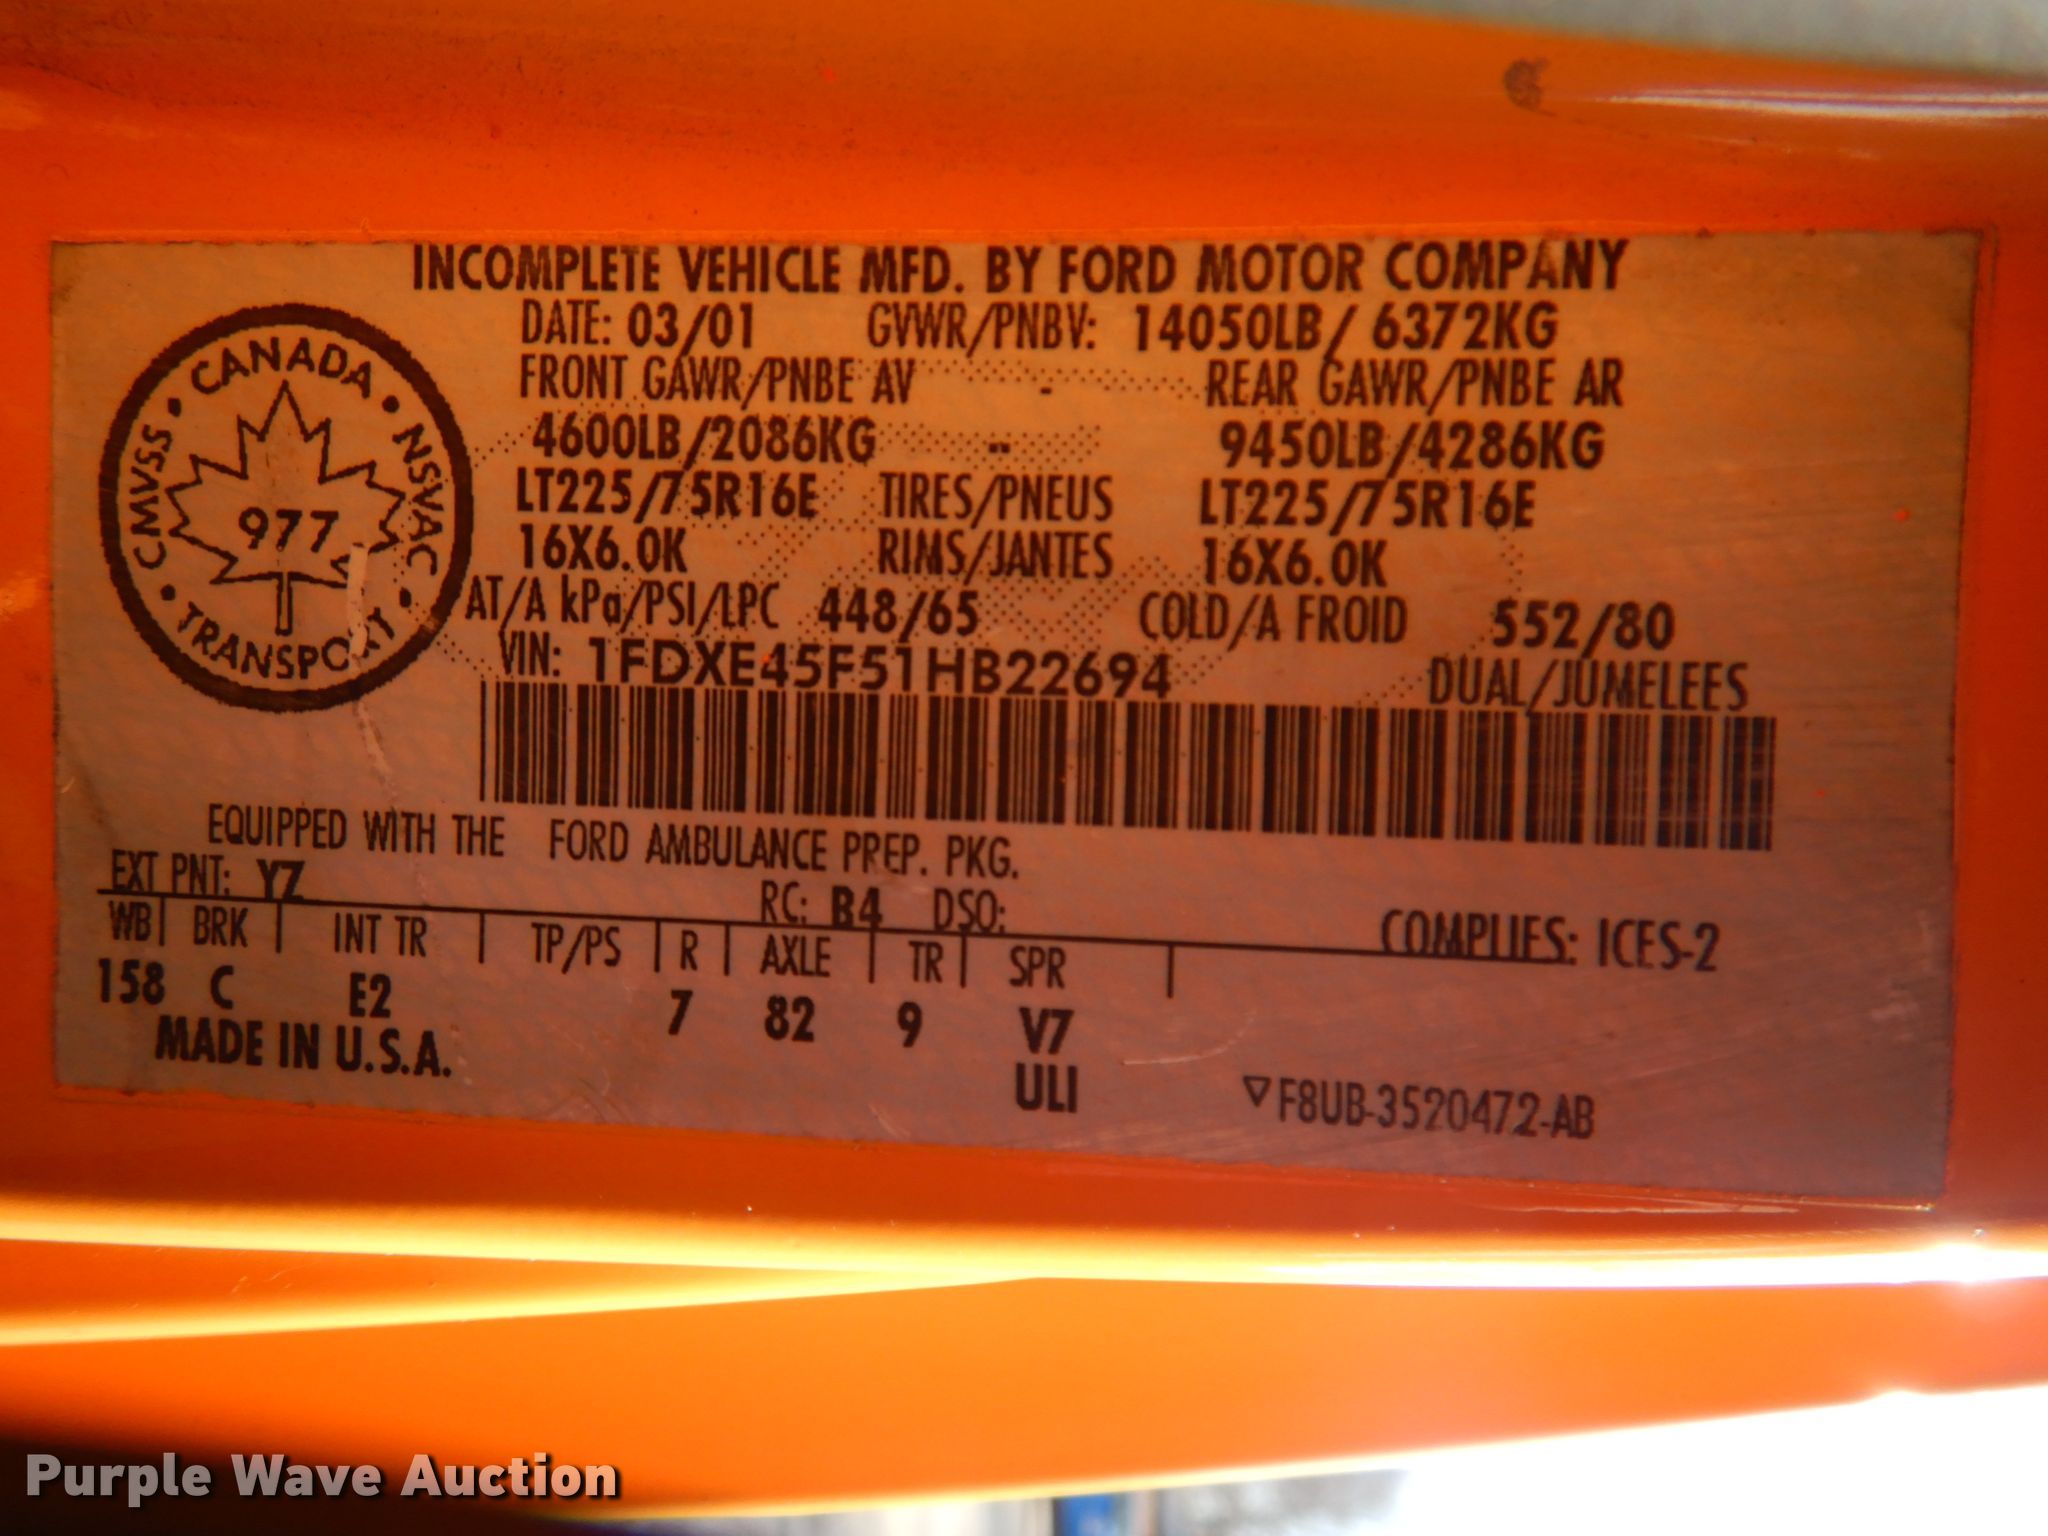 INCOMPLETE VEHICLE MFD. BY FORD MOTOR COMPANY
DATE: 03/01 GVWR/PNBV: 14050LB/ 6372KG
FRONT GAWR/PNBE AV - REAR GAWR/PNBE AR
4600LB/2086KG -- 9450LB/4286KG
LT225/75R16E TIRES/PNEUS LT225/75R16E
16X6.0K RIMS/JANTES 16X6.0K
AT/A kPa/PSI/LPC 448/65 COLD/A FROID 552/80
VIN: 1FDXE45F51HB22694 DUAL/JUMELEES
CANADA • NSVAC • TRANSPORT • CMVSS •
977
EQUIPPED WITH THE FORD AMBULANCE PREP. PKG.
EXT PNT: YZ RC: B4 DSO:
WB BRK INT TR TP/PS R AXLE TR SPR COMPLIES: ICES-2
158 C E2 7 82 9 V7
MADE IN U.S.A. ULI
▽F8UB-3520472-AB
Purple Wave Auction